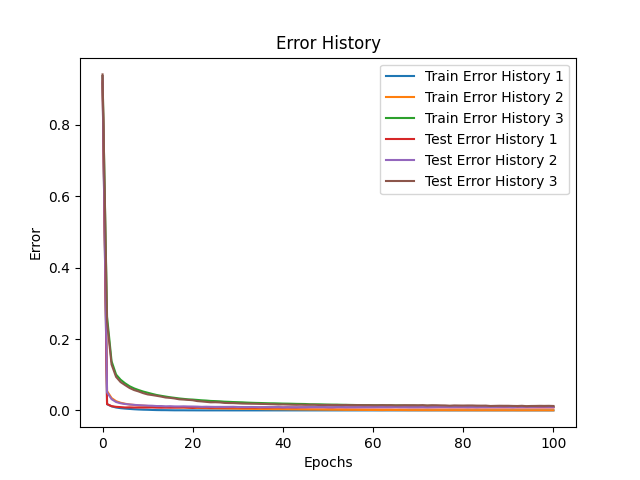 Error History
Train Error History 1
Train Error History 2
Train Error History 3
Test Error History 1
Test Error History 2
Test Error History 3
Error
0.8
0.6
0.4
0.2
0.0
0 20 40 60 80 100
Epochs